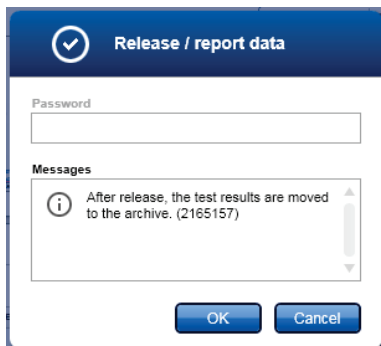 Release / report data
Password
Messages
After release, the test results are moved
to the archive. (2165157)
OK
Cancel